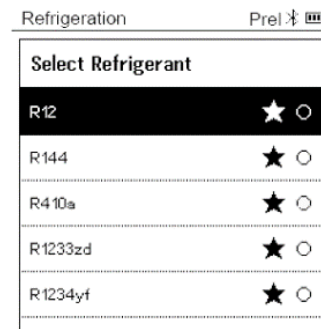 Refrigeration Prel
Select Refrigerant
R12
R144
R410a
R1233zd
R1234yf